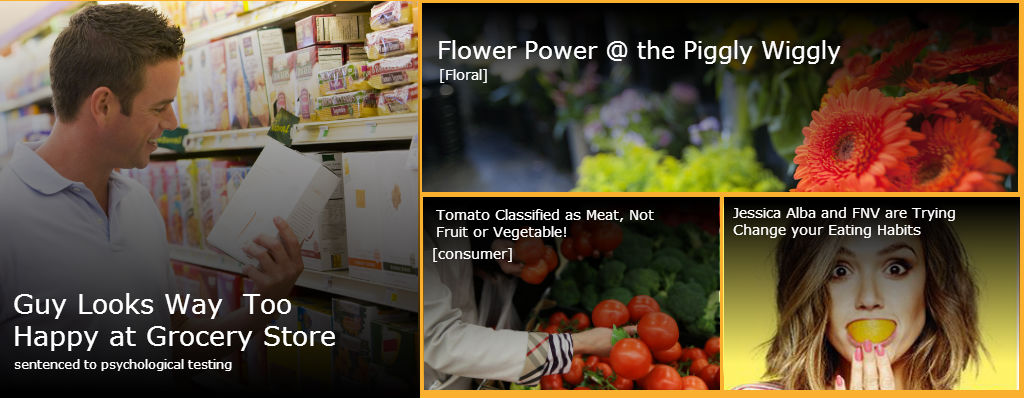 Guy Looks Way Too
Happy at Grocery Store
sentenced to psychological testing
Flower Power @ the Piggly Wiggly
[Floral]
Tomato Classified as Meat, Not
Fruit or Vegetable!
[consumer]
Jessica Alba and FNV are Trying
Change your Eating Habits